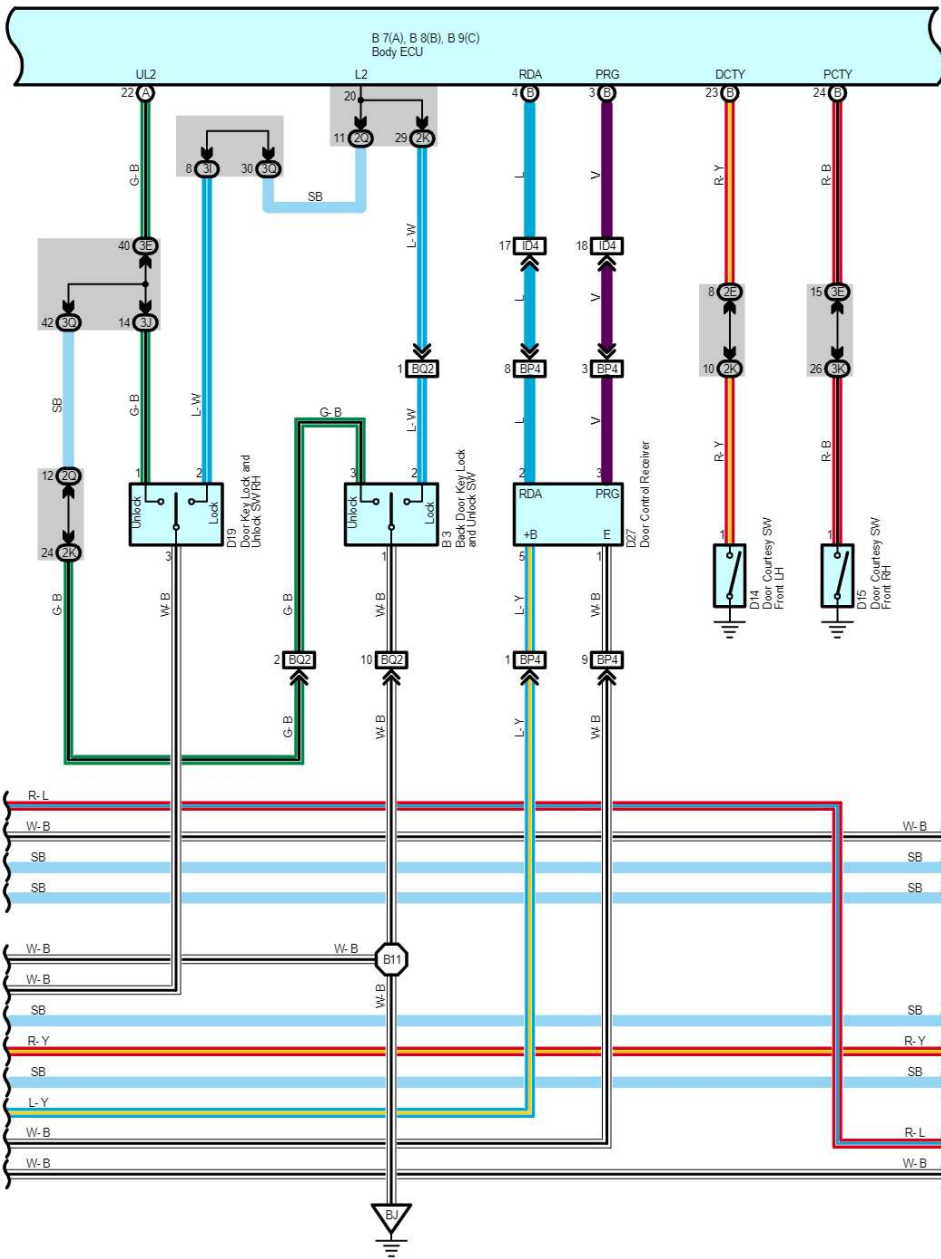 B 7(A), B 8(B), B 9(C)
Body ECU
UL2
L2
RDA
PRG
DCTY
PCTY
22 A
20
4 B
3 B
23 B
24 B
11 2Q
29 2K
8 3I
30 3Q
G- B
SB
L- W
L
V
R- Y
R- B
40 3E
17 ID4
18 ID4
8 2E
15 3E
42 3Q
14 3J
1 BQ2
8 BP4
3 BP4
10 2K
26 3K
SB
G- B
L- W
G- B
L- W
L
V
L
V
R- Y
R- B
12 2Q
24 2K
1
2
Unlock
Lock
3
D19
Door Key Lock and
Unlock SW RH
3
2
Unlock
Lock
1
B 3
Back Door Key Lock
and Unlock SW
2
3
RDA
PRG
+B
E
5
1
D27
Door Control Receiver
1
D14
Door Courtesy SW
Front LH
1
D15
Door Courtesy SW
Front RH
G- B
W- B
G- B
W- B
L- Y
W- B
2 BQ2
10 BQ2
1 BP4
9 BP4
G- B
W- B
L- Y
W- B
R- L
W- B
W- B
SB
SB
SB
SB
W- B
W- B
B11
W- B
W- B
SB
SB
R- Y
R- Y
SB
SB
L- Y
W- B
R- L
W- B
W- B
BJ